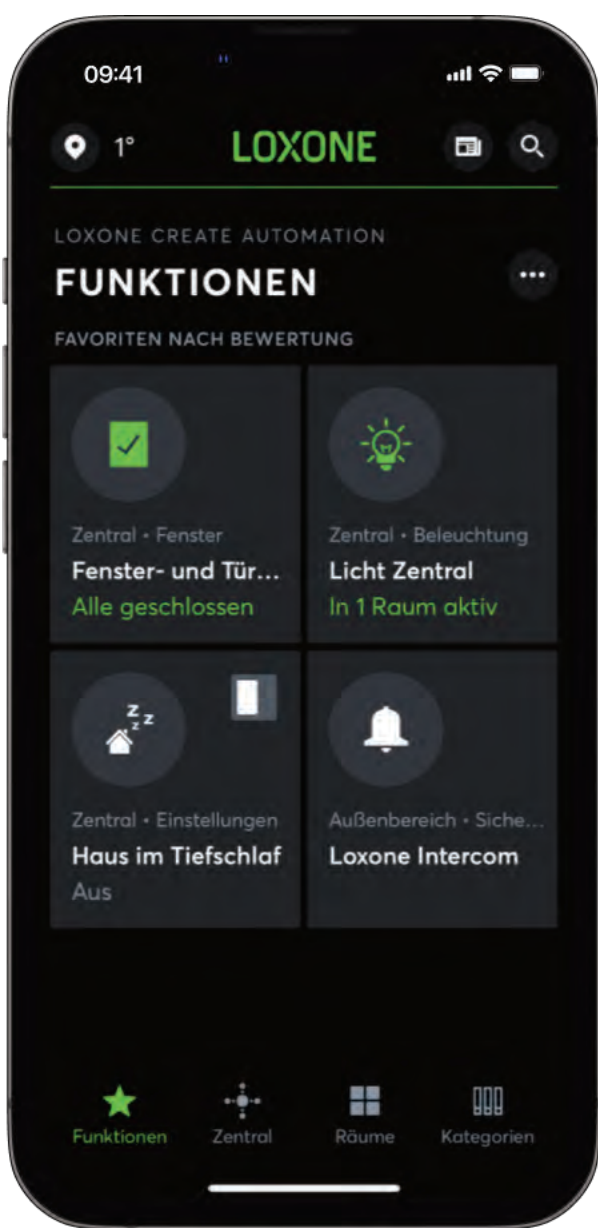 09:41
1°
LOXONE
LOXONE CREATE AUTOMATION
FUNKTIONEN
FAVORITEN NACH BEWERTUNG
Zentral • Fenster
Fenster- und Tür...
Alle geschlossen
Zentral • Beleuchtung
Licht Zentral
In 1 Raum aktiv
z z z
Zentral • Einstellungen
Haus im Tiefschlaf
Aus
Außenbereich • Siche...
Loxone Intercom
Funktionen
Zentral
Räume
Kategorien